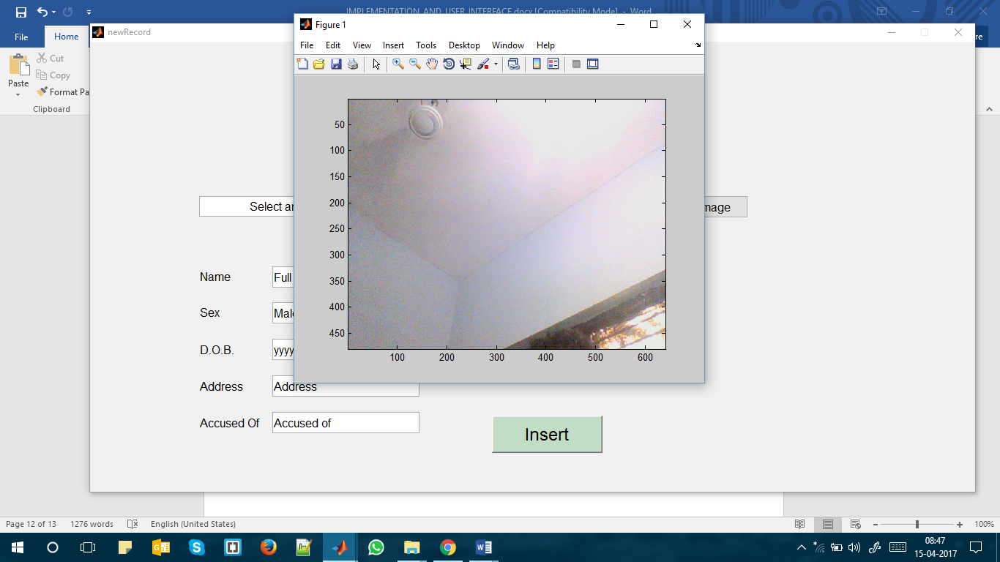 IMPLEMENTATION AND USER INTERFACE.docx [Compatibility Mode] - Word
File
Home
Cut
Copy
Format Pa
Paste
Clipboard
newRecord
Figure 1
File Edit View Insert Tools Desktop Window Help
50
100
150
200
250
300
350
400
450
100 200 300 400 500 600
Select an
mage
Name
Full
Sex
Male
D.O.B.
yyyy
Address
Address
Accused Of
Accused of
Insert
Page 12 of 13 1276 words English (United States)
100%
08:47
15-04-2017